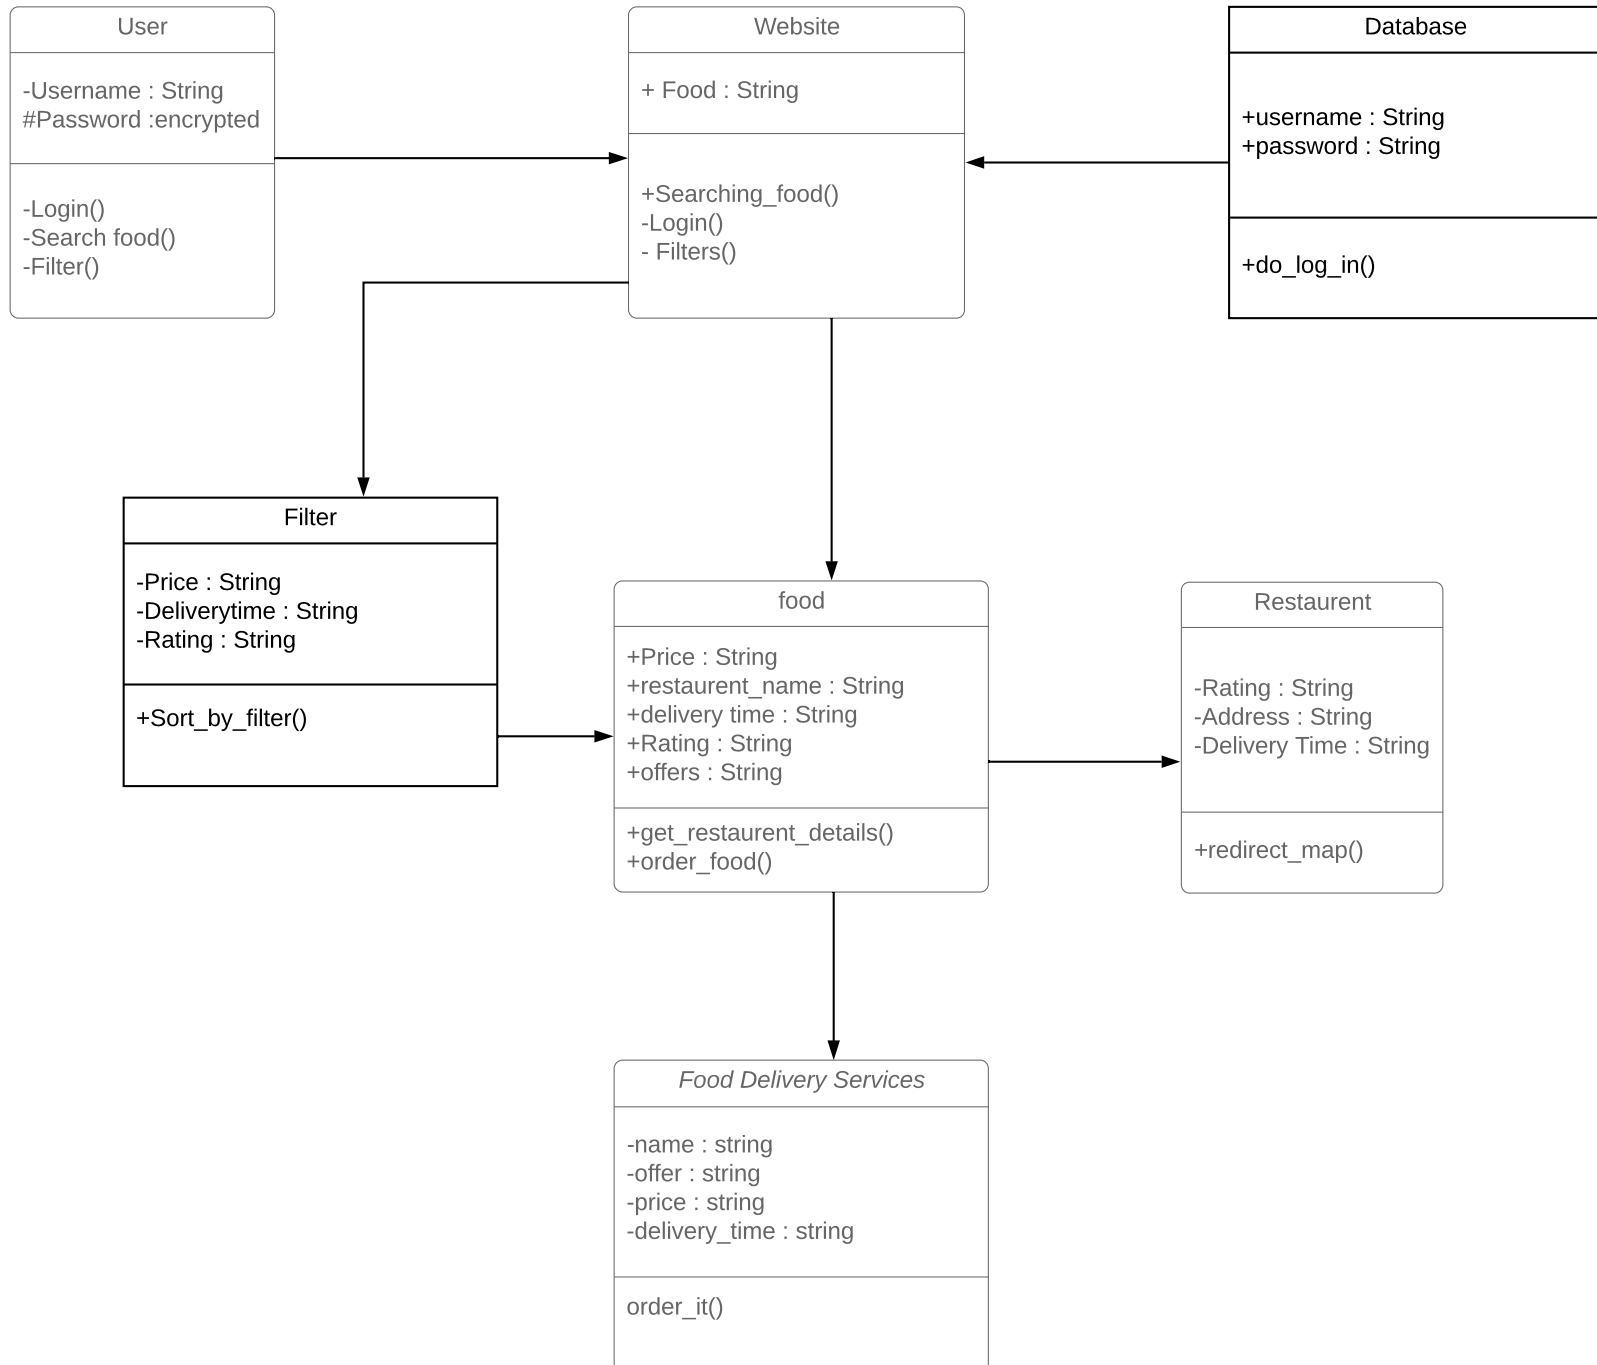 User
-Username : String
#Password :encrypted
-Login()
-Search food()
-Filter()
Website
+ Food : String
+Searching_food()
-Login()
- Filters()
Database
+username : String
+password : String
+do_log_in()
Filter
-Price : String
-Deliverytime : String
-Rating : String
+Sort_by_filter()
food
+Price : String
+restaurent_name : String
+delivery time : String
+Rating : String
+offers : String
+get_restaurent_details()
+order_food()
Restaurent
-Rating : String
-Address : String
-Delivery Time : String
+redirect_map()
Food Delivery Services
-name : string
-offer : string
-price : string
-delivery_time : string
order_it()